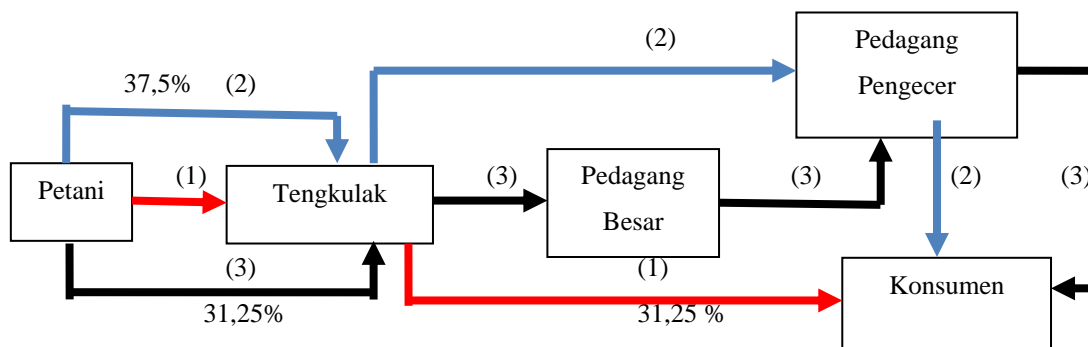 (2)
Pedagang
Pengecer
37,5%
(2)
Petani
(1)
Tengkulak
(3)
Pedagang
Besar
(3)
(2)
(3)
(3)
31,25%
(1)
31,25 %
Konsumen